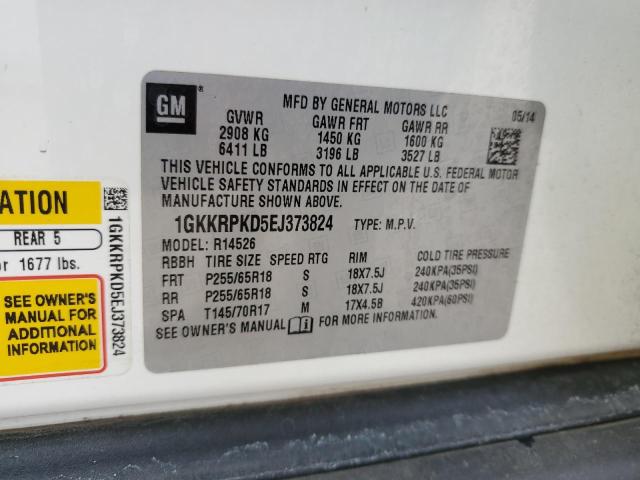 ATION
REAR 5
or 1677 lbs.
SEE OWNER'S
MANUAL FOR
ADDITIONAL
INFORMATION
1GKKRPKD5EJ373824
GM
MFD BY GENERAL MOTORS LLC
05/14
GVWR GAWR FRT GAWR RR
2908 KG 1450 KG 1600 KG
6411 LB 3196 LB 3527 LB
THIS VEHICLE CONFORMS TO ALL APPLICABLE U.S. FEDERAL MOTOR
VEHICLE SAFETY STANDARDS IN EFFECT ON THE DATE OF
MANUFACTURE SHOWN ABOVE.
1GKKRPKD5EJ373824 TYPE: M.P.V.
MODEL: R14526
RBBH TIRE SIZE SPEED RTG RIM COLD TIRE PRESSURE
FRT P255/65R18 S 18X7.5J 240KPA(35PSI)
RR P255/65R18 S 18X7.5J 240KPA(35PSI)
SPA T145/70R17 M 17X4.5B 420KPA(60PSI)
SEE OWNER'S MANUAL FOR MORE INFORMATION.